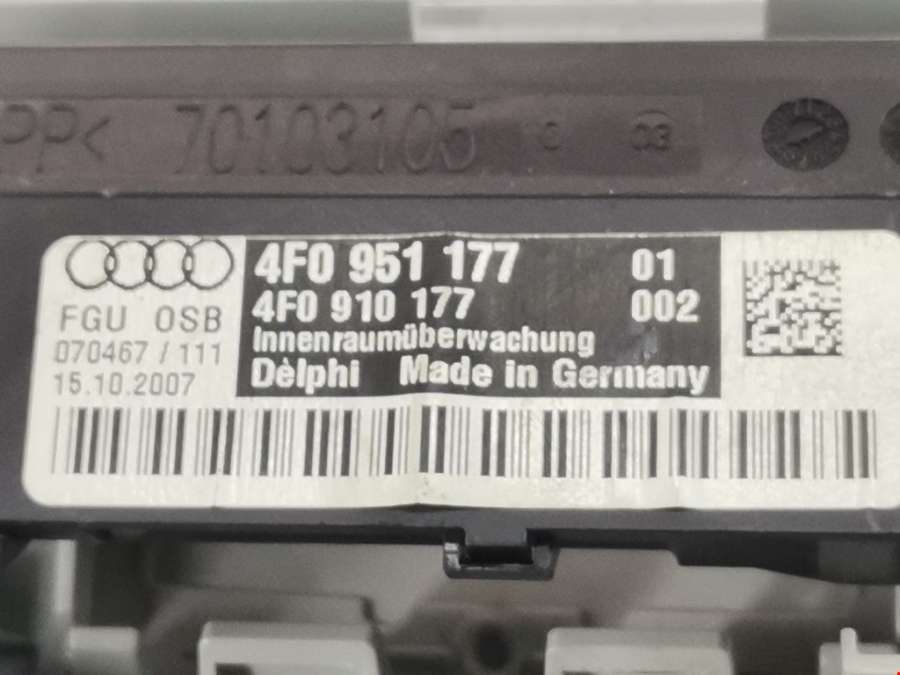 PP< 70103105 03
FGU OSB
070467 / 111
15.10.2007
4F0 951 177 01
4F0 910 177 002
Innenraumüberwachung
Delphi Made in Germany